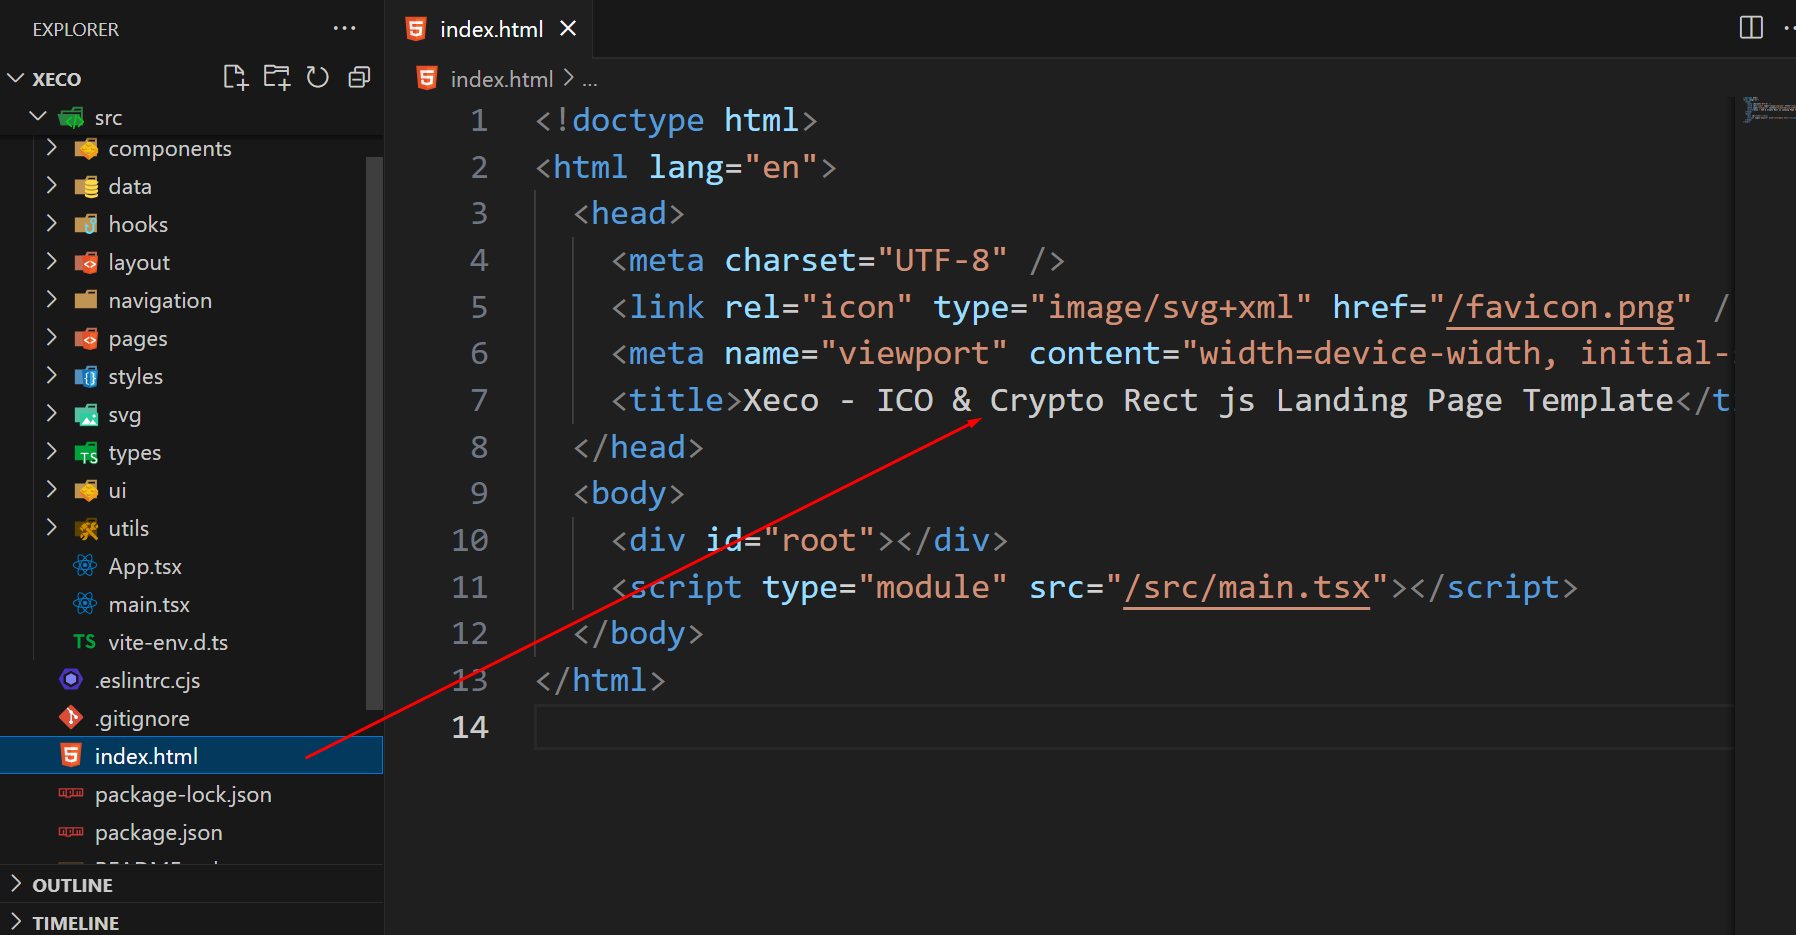 EXPLORER
XECO
src
components
data
hooks
layout
navigation
pages
styles
svg
types
ui
utils
App.tsx
main.tsx
TS vite-env.d.ts
.eslintrc.cjs
.gitignore
index.html
package-lock.json
package.json
OUTLINE
TIMELINE
index.html
index.html > ...
1 <!doctype html>
2 <html lang="en">
3 <head>
4 <meta charset="UTF-8" />
5 <link rel="icon" type="image/svg+xml" href="/favicon.png" /
6 <meta name="viewport" content="width=device-width, initial-
7 <title>Xeco - ICO & Crypto Rect js Landing Page Template</t
8 </head>
9 <body>
10 <div id="root"></div>
11 <script type="module" src="/src/main.tsx"></script>
12 </body>
13 </html>
14